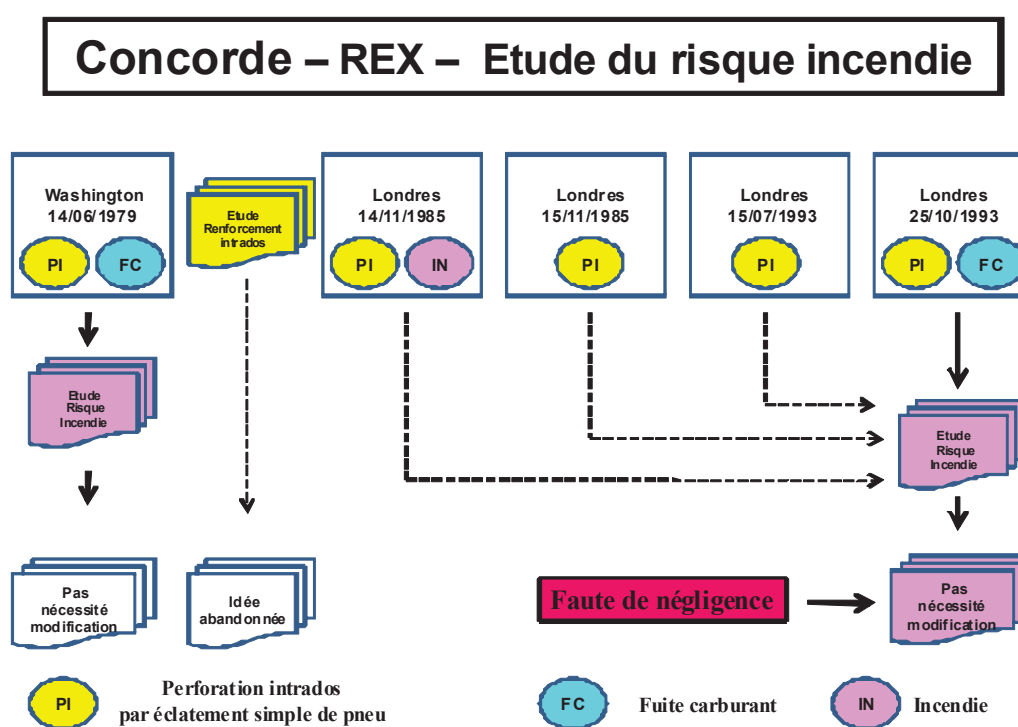 Concorde – REX – Etude du risque incendie
Washington
14/06/1979
PI
FC
Etude
Renforcement
intrados
Londres
14/11/1985
PI
IN
Londres
15/11/1985
PI
Londres
15/07/1993
PI
Londres
25/10/1993
PI
FC
Etude
Risque
Incendie
Etude
Risque
Incendie
Pas
nécessité
modification
Idée
abandonnée
Faute de négligence
Pas
nécessité
modification
PI
Perforation intrados
par éclatement simple de pneu
FC
Fuite carburant
IN
Incendie